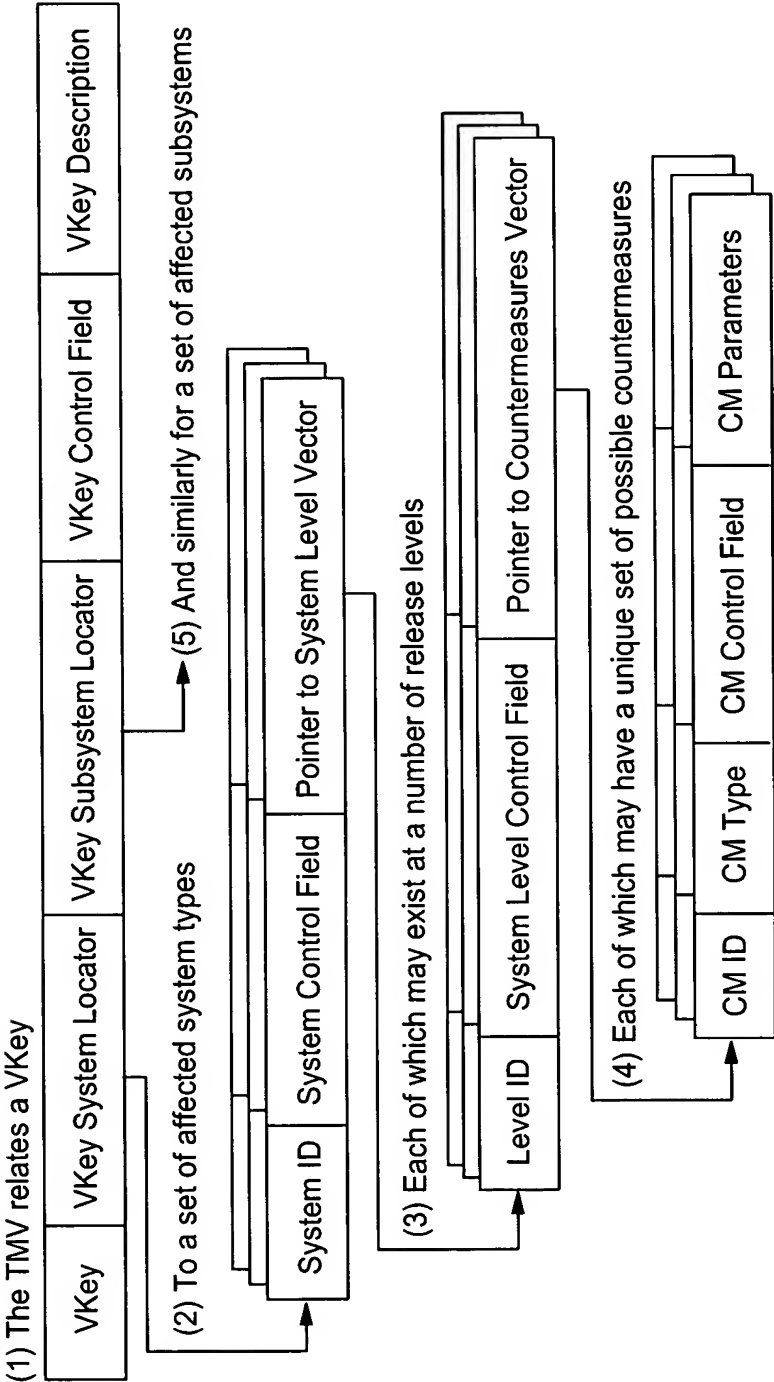 (1) The TMV relates a VKey
VKey
VKey System Locator
VKey Subsystem Locator
VKey Control Field
VKey Description
(2) To a set of affected system types
(5) And similarly for a set of affected subsystems
System ID
System Control Field
Pointer to System Level Vector
(3) Each of which may exist at a number of release levels
Level ID
System Level Control Field
Pointer to Countermeasures Vector
(4) Each of which may have a unique set of possible countermeasures
CM ID
CM Type
CM Control Field
CM Parameters